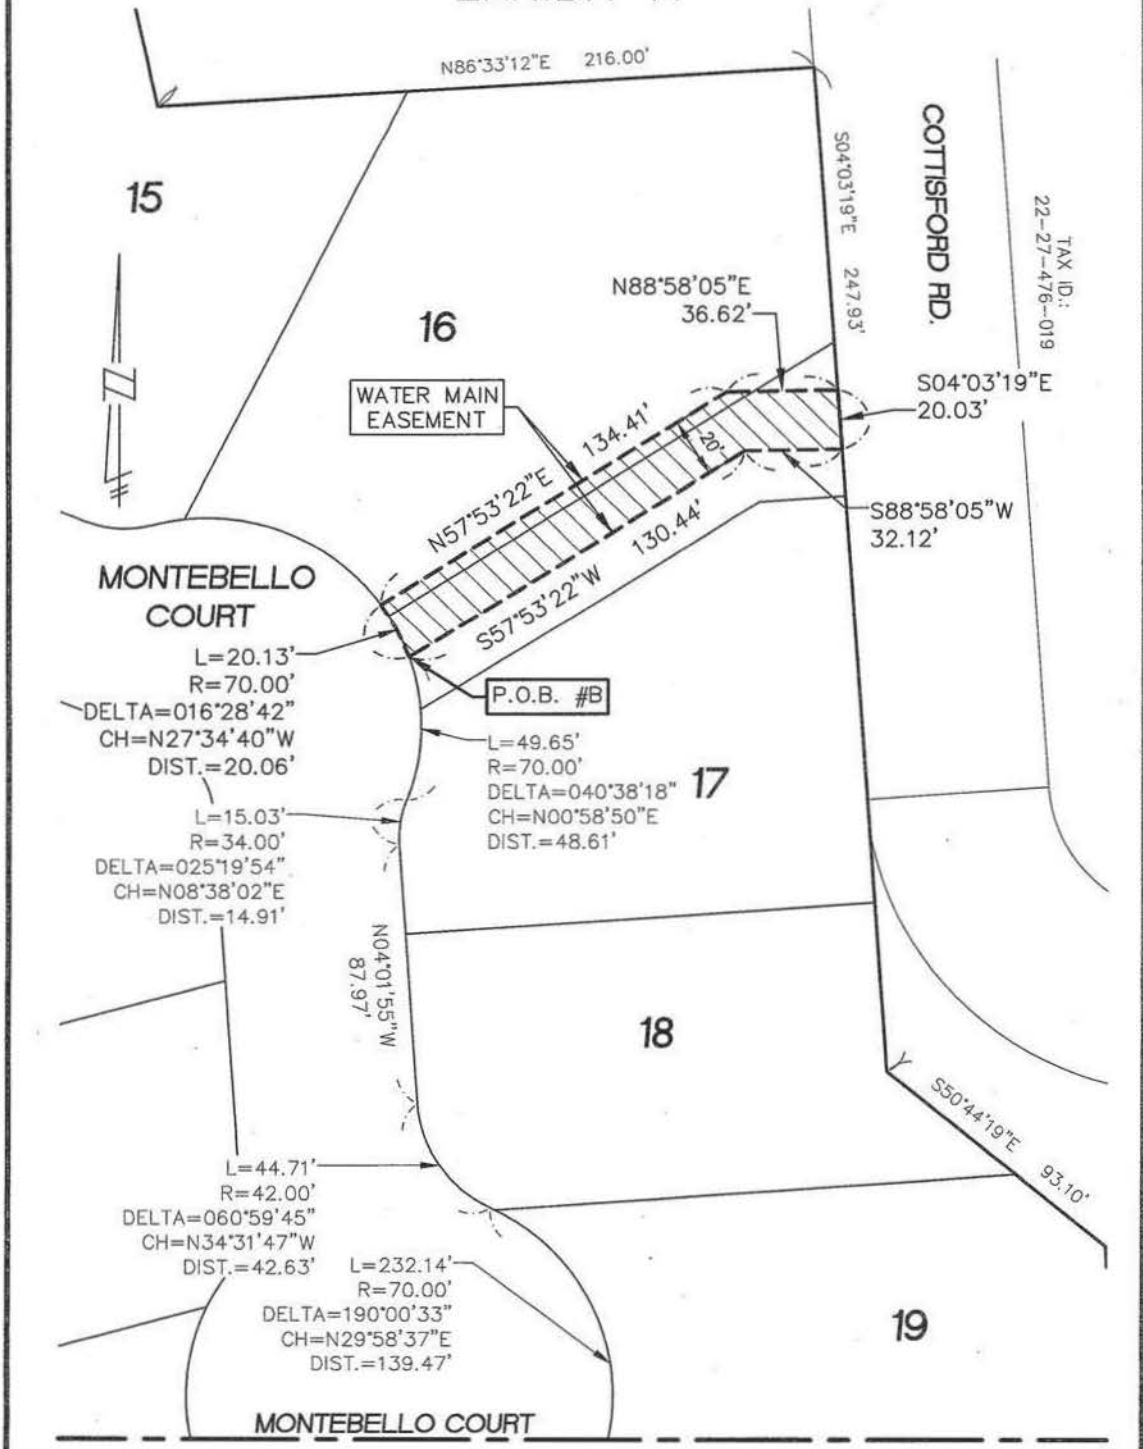 N86°33'12"E 216.00'
15
COTTISFORD RD.
S04°03'19"E 247.93'
TAX ID.:
22-27-476-019
N88°58'05"E
36.62'
16
WATER MAIN
EASEMENT
S04°03'19"E
20.03'
134.41'
20'
N57°53'22"E
S88°58'05"W
32.12'
130.44'
S57°53'22"W
MONTEBELLO
COURT
L=20.13'
R=70.00'
DELTA=016°28'42"
CH=N27°34'40"W
DIST.=20.06'
P.O.B. #B
L=49.65'
R=70.00'
DELTA=040°38'18"
CH=N00°58'50"E
DIST.=48.61'
17
L=15.03'
R=34.00'
DELTA=025°19'54"
CH=N08°38'02"E
DIST.=14.91'
N04°01'55"W
87.97'
18
S50°44'19"E 93.10'
L=44.71'
R=42.00'
DELTA=060°59'45"
CH=N34°31'47"W
DIST.=42.63'
L=232.14'
R=70.00'
DELTA=190°00'33"
CH=N29°58'37"E
DIST.=139.47'
19
MONTEBELLO COURT